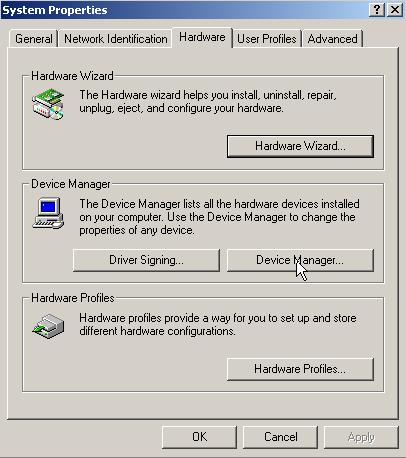 System Properties
General Network Identification Hardware User Profiles Advanced
Hardware Wizard
The Hardware wizard helps you install, uninstall, repair,
unplug, eject, and configure your hardware.
Hardware Wizard...
Device Manager
The Device Manager lists all the hardware devices installed
on your computer. Use the Device Manager to change the
properties of any device.
Driver Signing... Device Manager...
Hardware Profiles
Hardware profiles provide a way for you to set up and store
different hardware configurations.
Hardware Profiles...
OK Cancel Apply